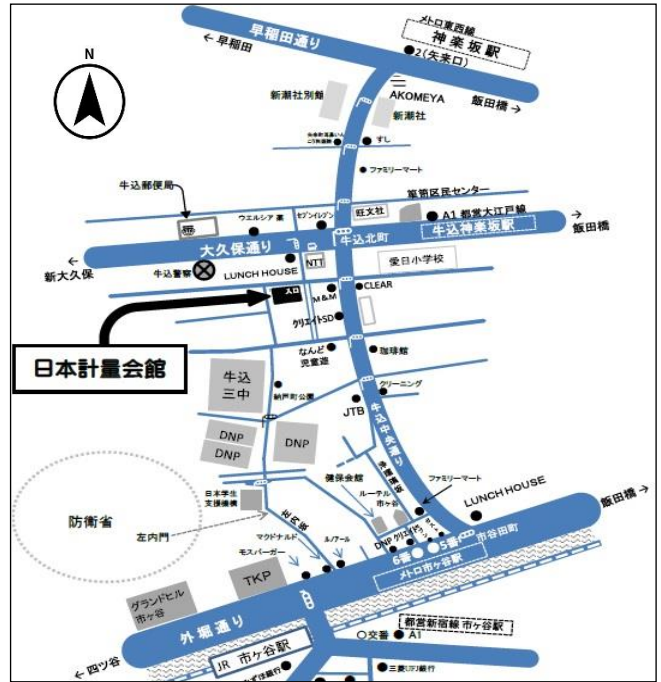 N
早稲田通り
← 早稲田
メトロ東西線
神楽坂駅
2(矢来口)
飯田橋 →
AKOMEYA
新潮社別館
新潮社
すし
ファミリーマート
箪笥区民センター
牛込郵便局
ウエルシア薬
セブンイレブン
旺文社
A1 都営大江戸線
牛込神楽坂駅
→
飯田橋
大久保通り
牛込北町
←
新大久保
牛込警察
LUNCH HOUSE
NTT
愛日小学校
入口
M&M
CLEAR
クリエイトSD
日本計量会館
なんど
児童遊
珈琲館
牛込
三中
納戸町公園
クリーニング
JTB
牛込中央通り
DNP
DNP
DNP
健保会館
ファミリーマート
ルーテル
市ヶ谷
LUNCH HOUSE
飯田橋 →
防衛省
日本学生
支援機構
左内坂
左内門
マクドナルド
ルノアール
モスバーガー
DNP
市谷田町
6番
5番
メトロ市ヶ谷駅
TKP
グランドヒル
市ヶ谷
外堀通り
都営新宿線 市ヶ谷駅
交番
A1
← 四ツ谷
JR 市ヶ谷駅
三菱UFJ銀行